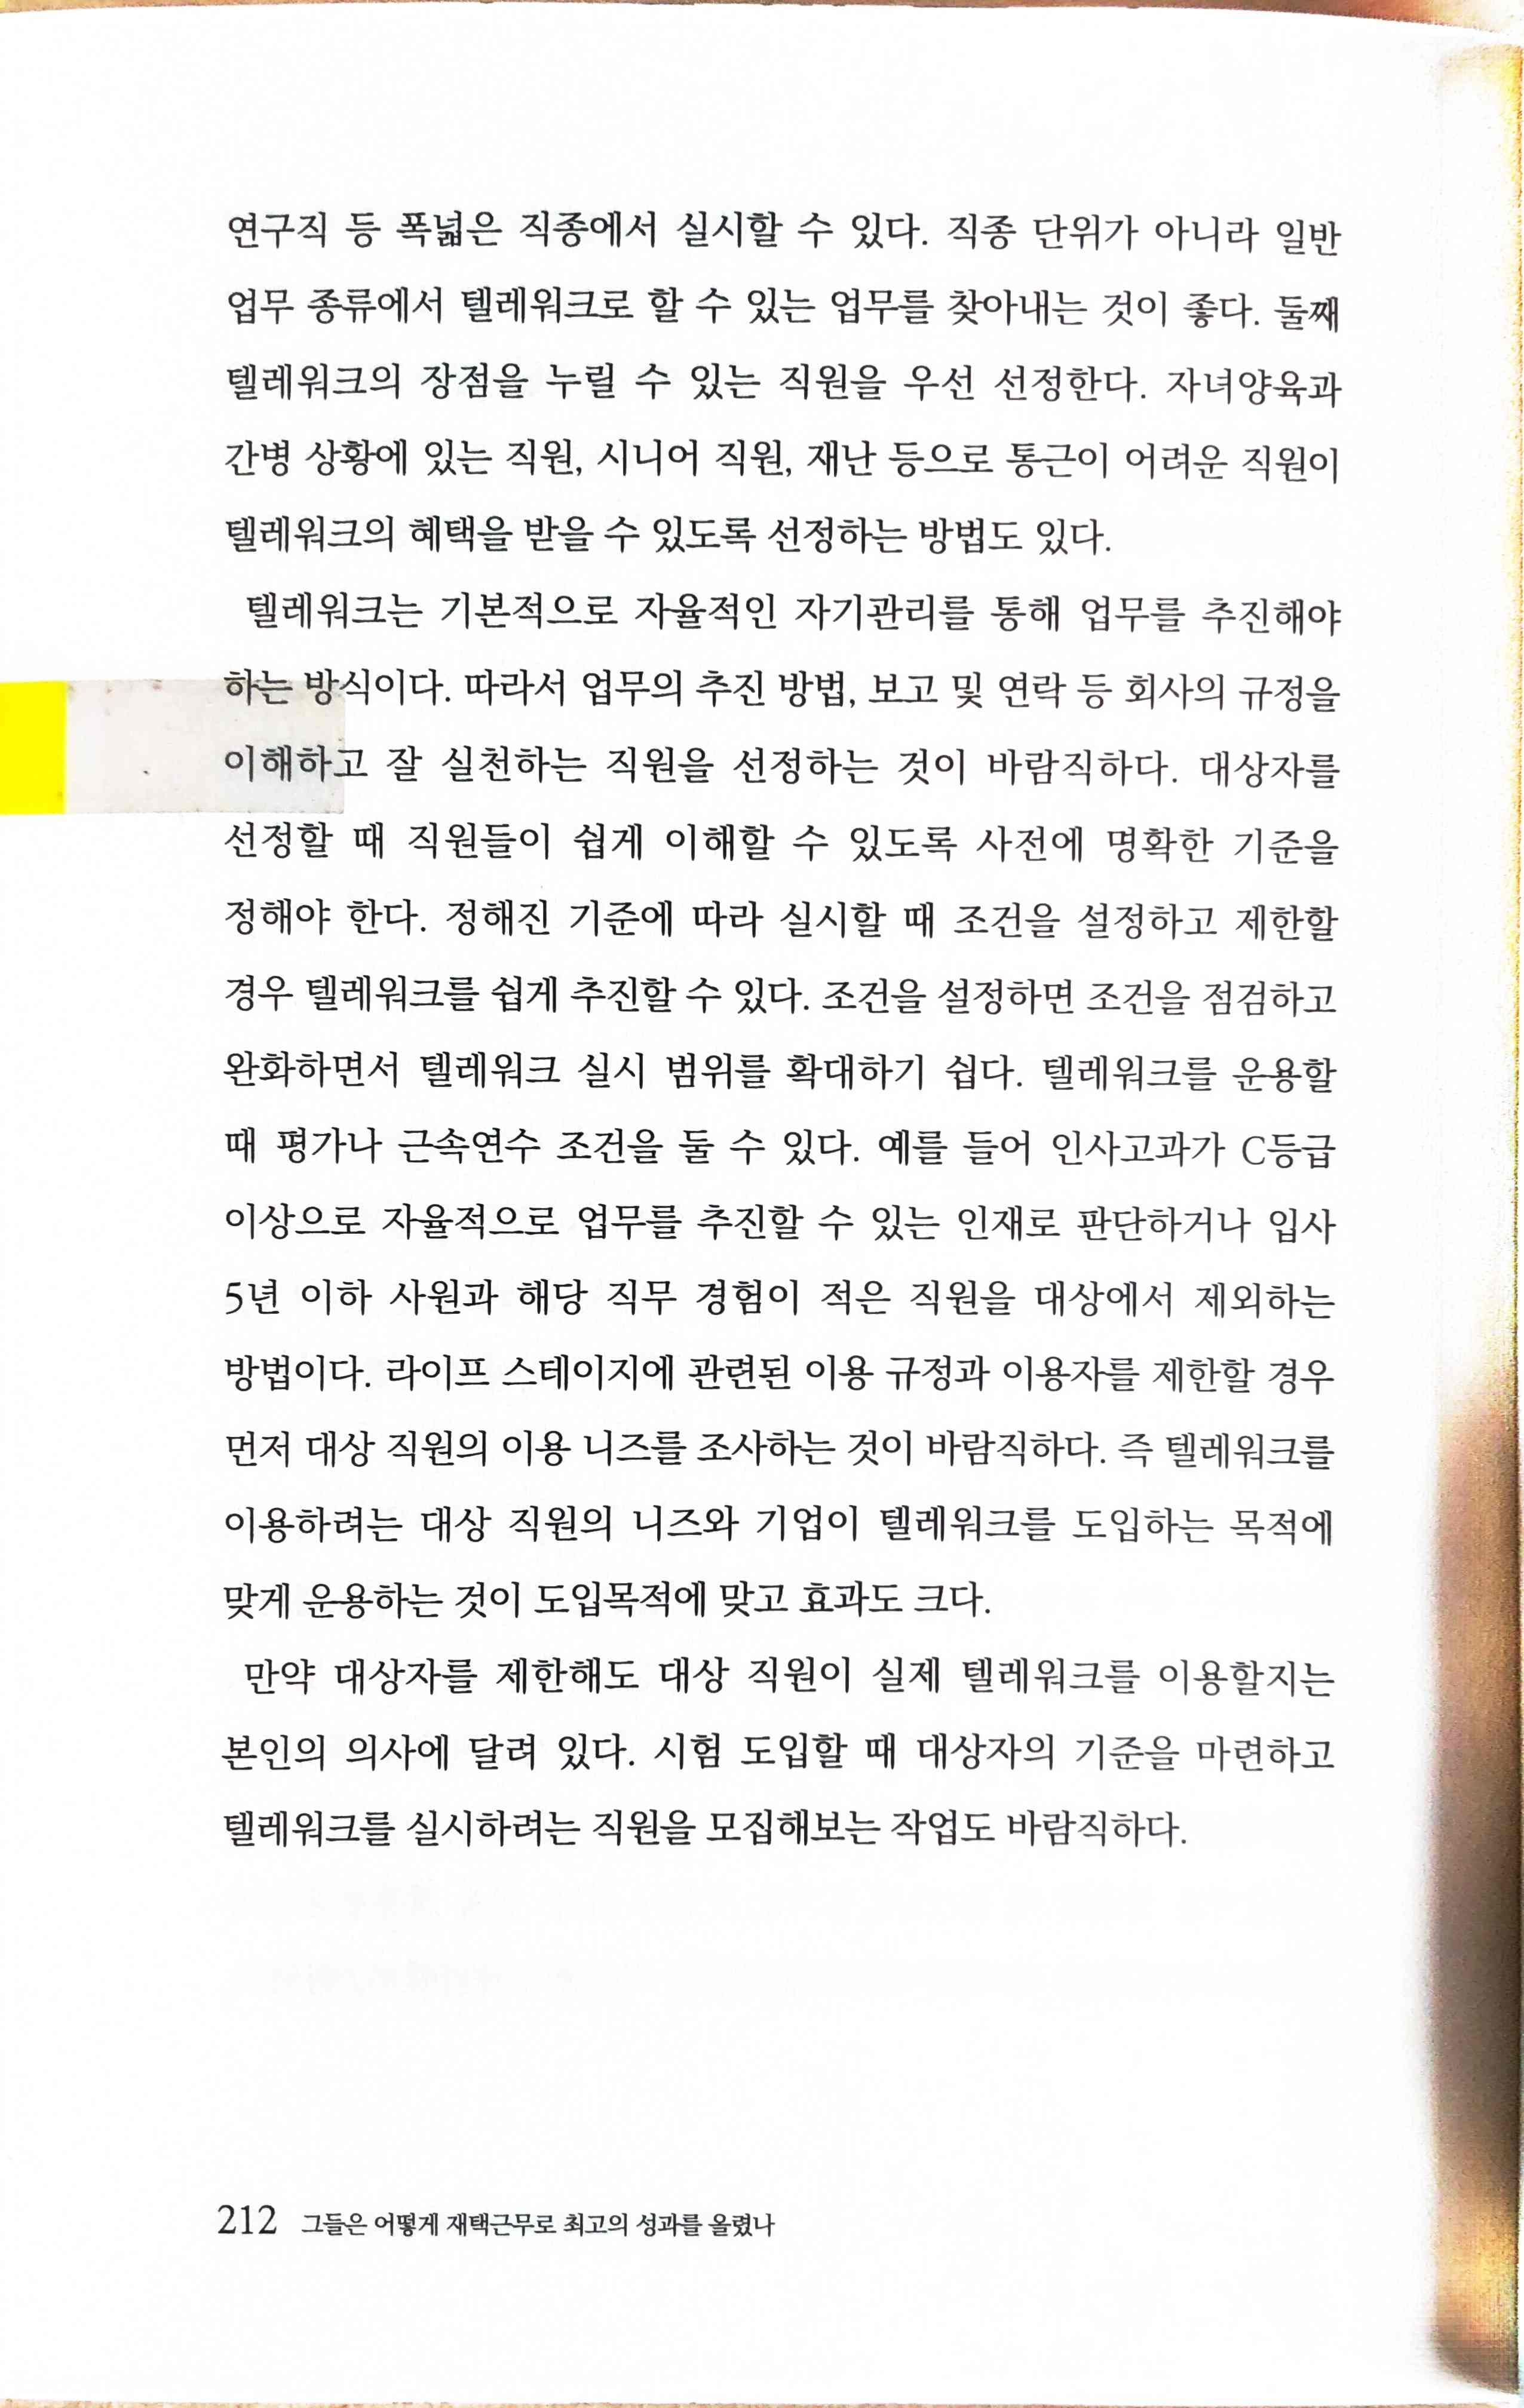 연구직 등 폭넓은 직종에서 실시할 수 있다. 직종 단위가 아니라 일반
업무 종류에서 텔레워크로 할 수 있는 업무를 찾아내는 것이 좋다. 둘째
텔레워크의 장점을 누릴 수 있는 직원을 우선 선정한다. 자녀양육과
간병 상황에 있는 직원, 시니어 직원, 재난 등으로 통근이 어려운 직원이
텔레워크의 혜택을 받을 수 있도록 선정하는 방법도 있다.
텔레워크는 기본적으로 자율적인 자기관리를 통해 업무를 추진해야
하는 방식이다. 따라서 업무의 추진 방법, 보고 및 연락 등 회사의 규정을
이해하고 잘 실천하는 직원을 선정하는 것이 바람직하다. 대상자를
선정할 때 직원들이 쉽게 이해할 수 있도록 사전에 명확한 기준을
정해야 한다. 정해진 기준에 따라 실시할 때 조건을 설정하고 제한할
경우 텔레워크를 쉽게 추진할 수 있다. 조건을 설정하면 조건을 점검하고
완화하면서 텔레워크 실시 범위를 확대하기 쉽다. 텔레워크를 운용할
때 평가나 근속연수 조건을 둘 수 있다. 예를 들어 인사고과가 C등급
이상으로 자율적으로 업무를 추진할 수 있는 인재로 판단하거나 입사
5년 이하 사원과 해당 직무 경험이 적은 직원을 대상에서 제외하는
방법이다. 라이프 스테이지에 관련된 이용 규정과 이용자를 제한할 경우
먼저 대상 직원의 이용 니즈를 조사하는 것이 바람직하다. 즉 텔레워크를
이용하려는 대상 직원의 니즈와 기업이 텔레워크를 도입하는 목적에
맞게 운용하는 것이 도입목적에 맞고 효과도 크다.
만약 대상자를 제한해도 대상 직원이 실제 텔레워크를 이용할지는
본인의 의사에 달려 있다. 시험 도입할 때 대상자의 기준을 마련하고
텔레워크를 실시하려는 직원을 모집해보는 작업도 바람직하다.
212 그들은 어떻게 재택근무로 최고의 성과를 올렸나